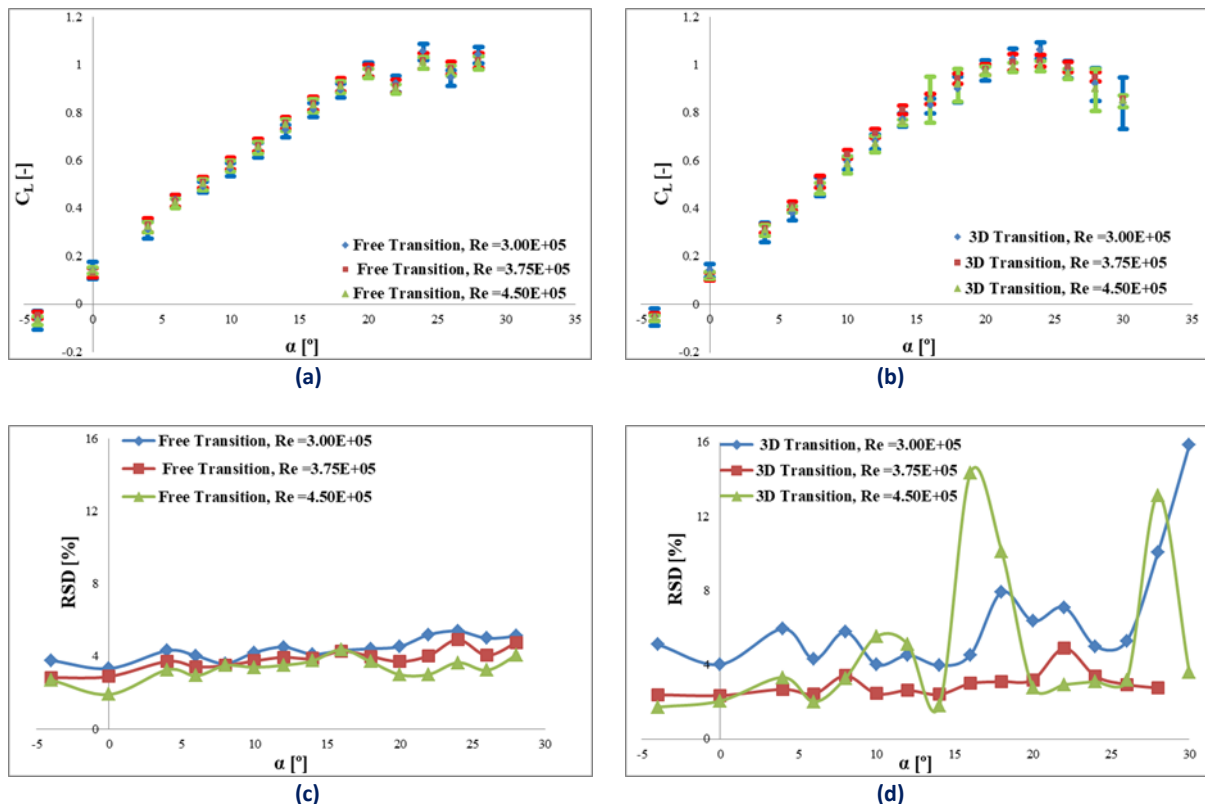 1.2
1
0.8
0.6
0.4
0.2
0
-0.2
C_L [-]
-5 0 5 10 15 20 25 30 35
α [º]
Free Transition, Re =3.00E+05
Free Transition, Re =3.75E+05
Free Transition, Re =4.50E+05
(a)
1.2
1
0.8
0.6
0.4
0.2
0
-0.2
C_L [-]
-5 0 5 10 15 20 25 30 35
α [º]
3D Transition, Re =3.00E+05
3D Transition, Re =3.75E+05
3D Transition, Re =4.50E+05
(b)
16
12
8
4
0
RSD [%]
Free Transition, Re =3.00E+05
Free Transition, Re =3.75E+05
Free Transition, Re =4.50E+05
-5 0 5 10 15 20 25 30
α [º]
(c)
16
12
8
4
0
RSD [%]
3D Transition, Re =3.00E+05
3D Transition, Re =3.75E+05
3D Transition, Re =4.50E+05
-5 0 5 10 15 20 25 30
α [º]
(d)